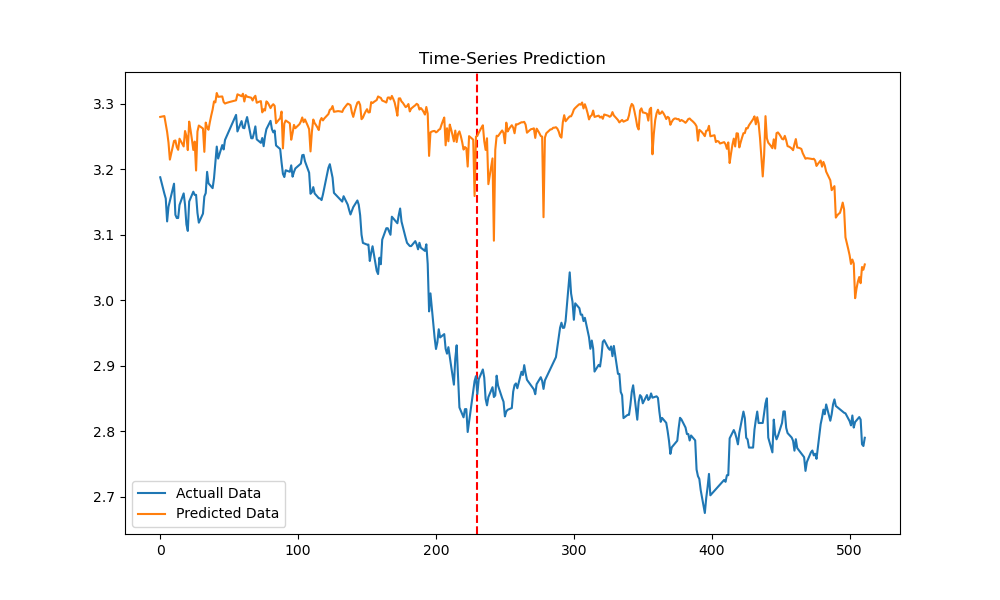 Time-Series Prediction
3.3
3.2
3.1
3.0
2.9
2.8
2.7
Actuall Data
Predicted Data
0 100 200 300 400 500